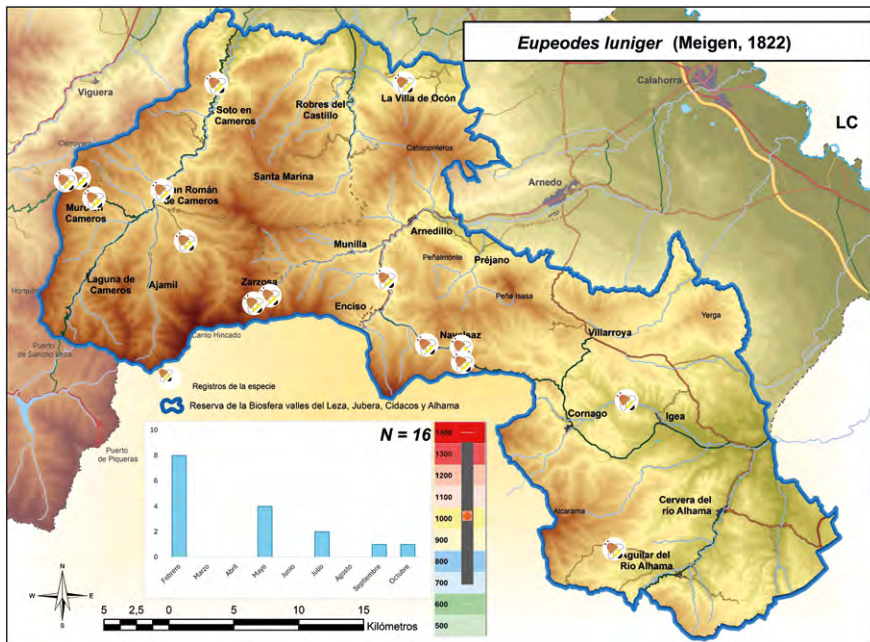 Eupeodes luniger (Meigen, 1822)
Calahorra
LC
Viguera
Soto en
Cameros
Robres del
Castillo
La Villa de Ocón
Cabimonteros
Santa Marina
Arnedo
an Román
de Cameros
Muro en
Cameros
Arnedillo
Munilla
Peñalmonte
Préjano
Laguna de
Cameros
Ajamil
Zarzosa
Enciso
Peña Isasa
Yerga
Villarroya
Navalsaz
Puerto
de Sancho Leza
Canto Hincado
Registros de la especie
Reserva de la Biosfera valles del Leza, Jubera, Cidacos y Alhama
Cornago
Igea
Puerto
de Piqueras
Alcarama
Cervera del
río Alhama
Aguilar del
Río Alhama
N = 16
10
8
6
4
2
0
Febrero
Marzo
Abril
Mayo
Junio
Julio
Agosto
Septiembre
Octubre
1400
1300
1200
1100
1000
900
800
700
600
500
N
W E
S
5 2,5 0 5 10 15
Kilómetros